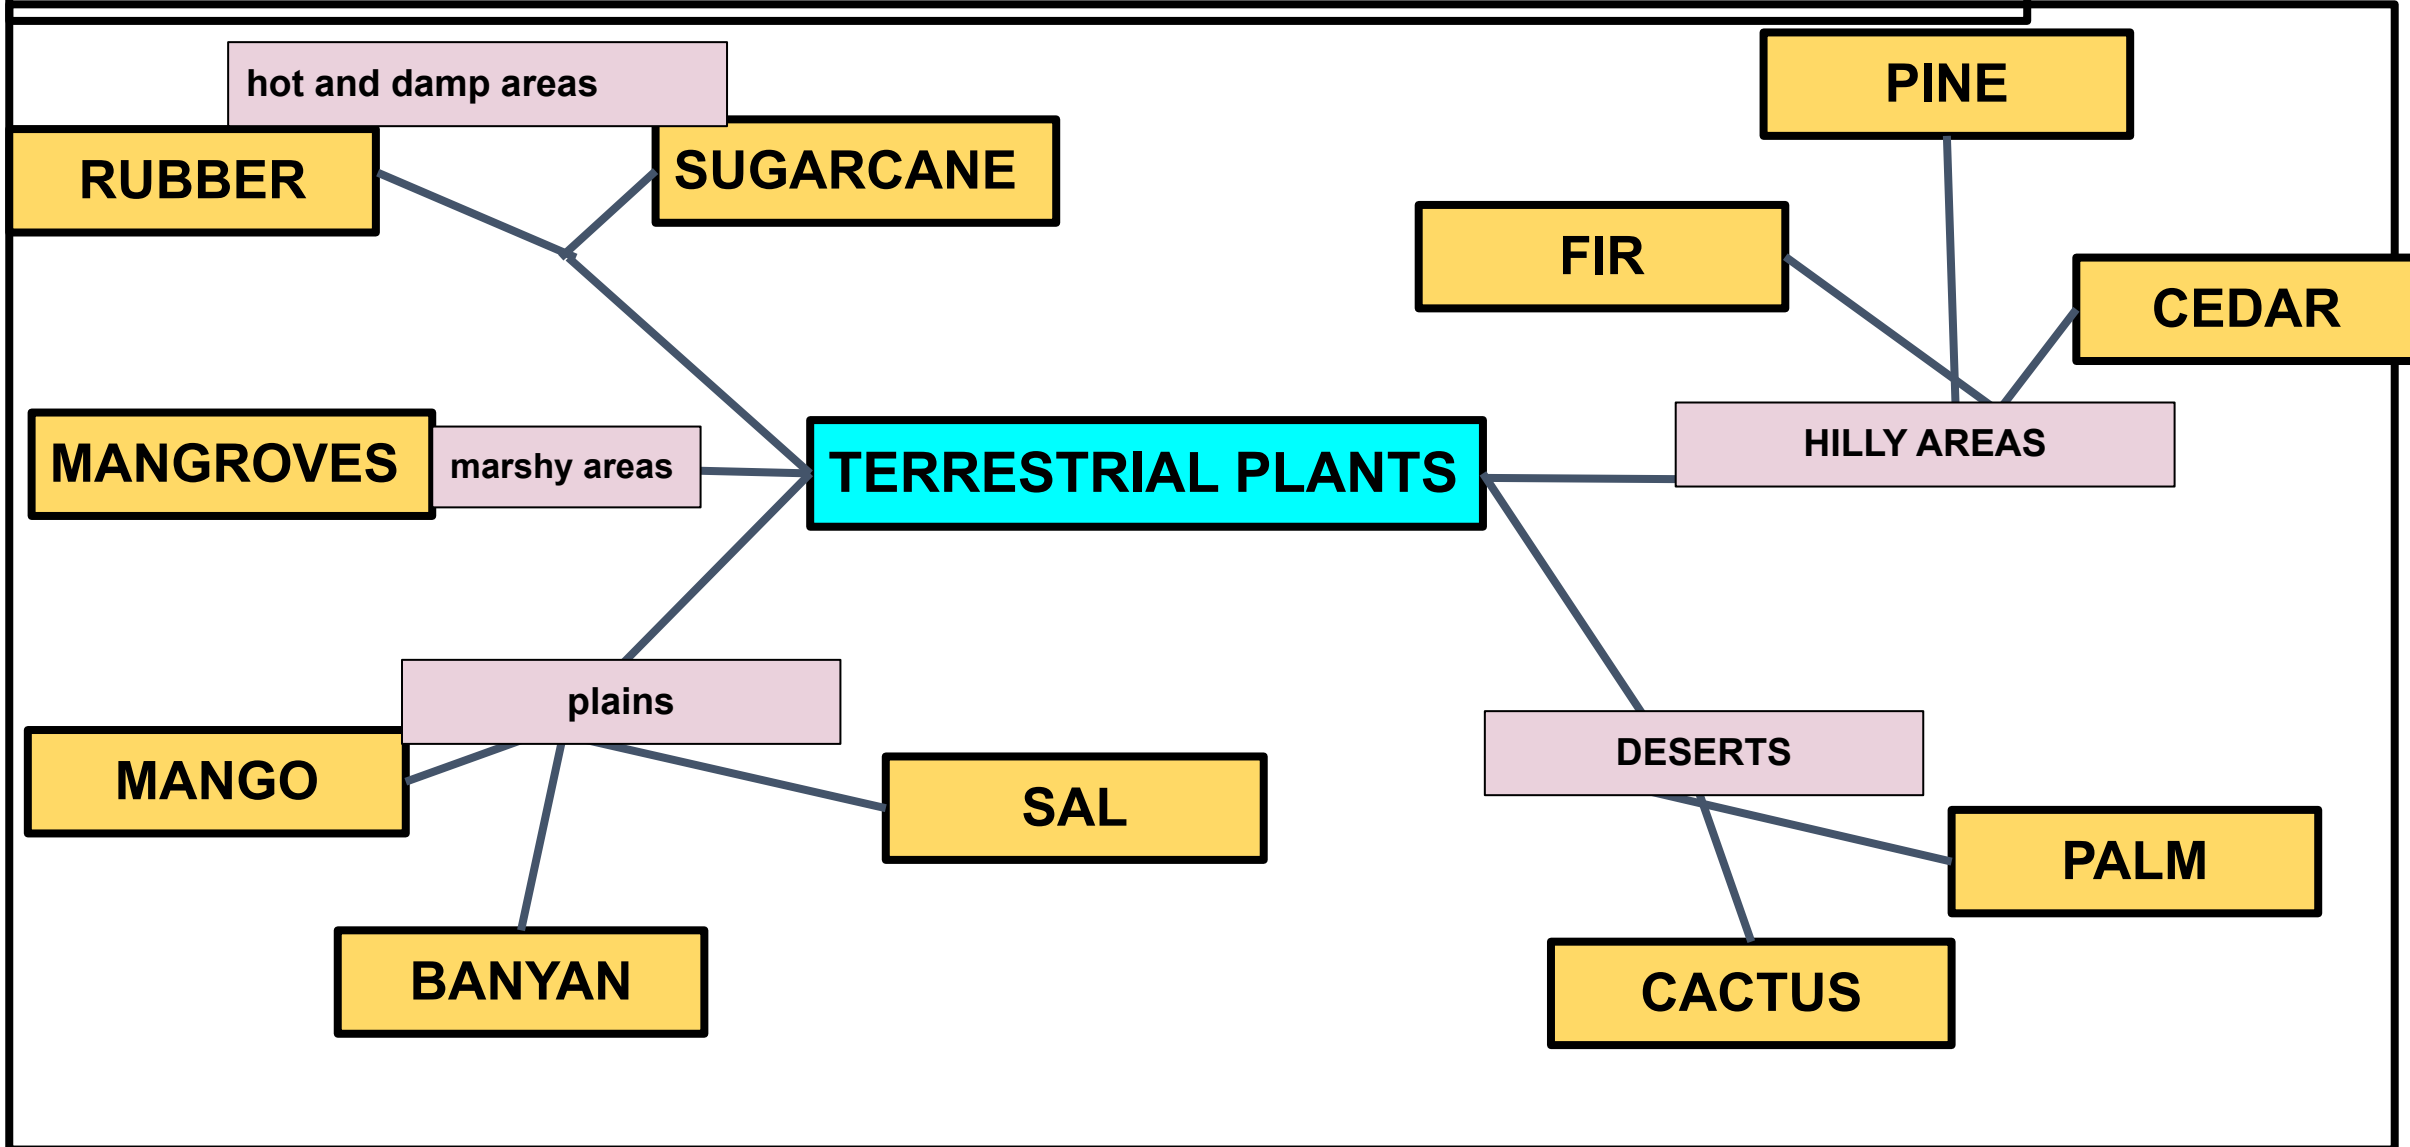 hot and damp areas
PINE
RUBBER
SUGARCANE
FIR
CEDAR
MANGROVES
marshy areas
TERRESTRIAL PLANTS
HILLY AREAS
plains
DESERTS
MANGO
SAL
PALM
BANYAN
CACTUS